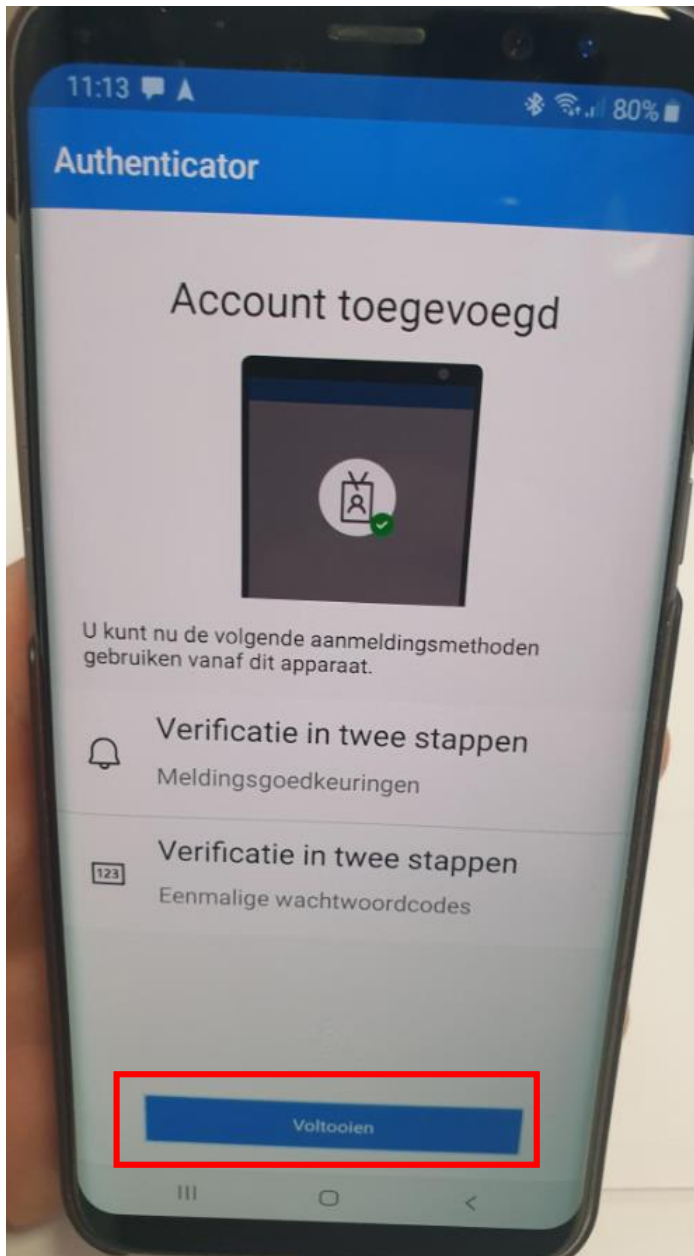 11:13
80%
Authenticator
Account toegevoegd
U kunt nu de volgende aanmeldingsmethoden
gebruiken vanaf dit apparaat.
Verificatie in twee stappen
Meldingsgoedkeuringen
123
Verificatie in twee stappen
Eenmalige wachtwoordcodes
Voltooien